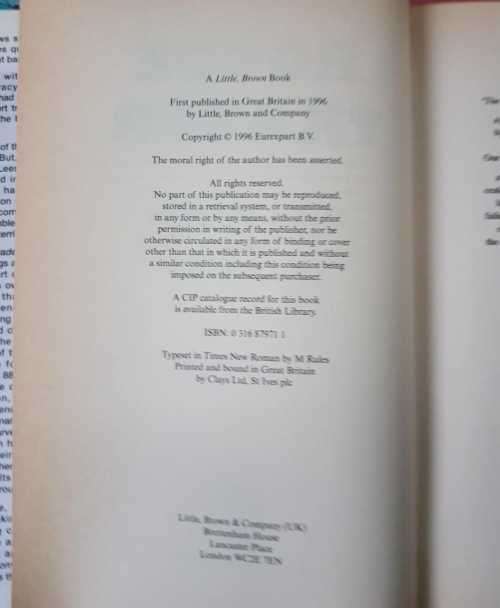 A Little, Brown Book
First published in Great Britain in 1996
by Little, Brown and Company
Copyright © 1996 Eurexpart B.V.
The moral right of the author has been asserted.
All rights reserved.
No part of this publication may be reproduced,
stored in a retrieval system, or transmitted,
in any form or by any means, without the prior
permission in writing of the publisher, nor be
otherwise circulated in any form of binding or cover
other than that in which it is published and without
a similar condition including this condition being
imposed on the subsequent purchaser.
A CIP catalogue record for this book
is available from the British Library.
ISBN: 0 316 87971 1
Typeset in Times New Roman by M Rules
Printed and bound in Great Britain
by Clays Ltd, St Ives plc
Little, Brown & Company (UK)
Brettenham House
Lancaster Place
London WC2E 7EN